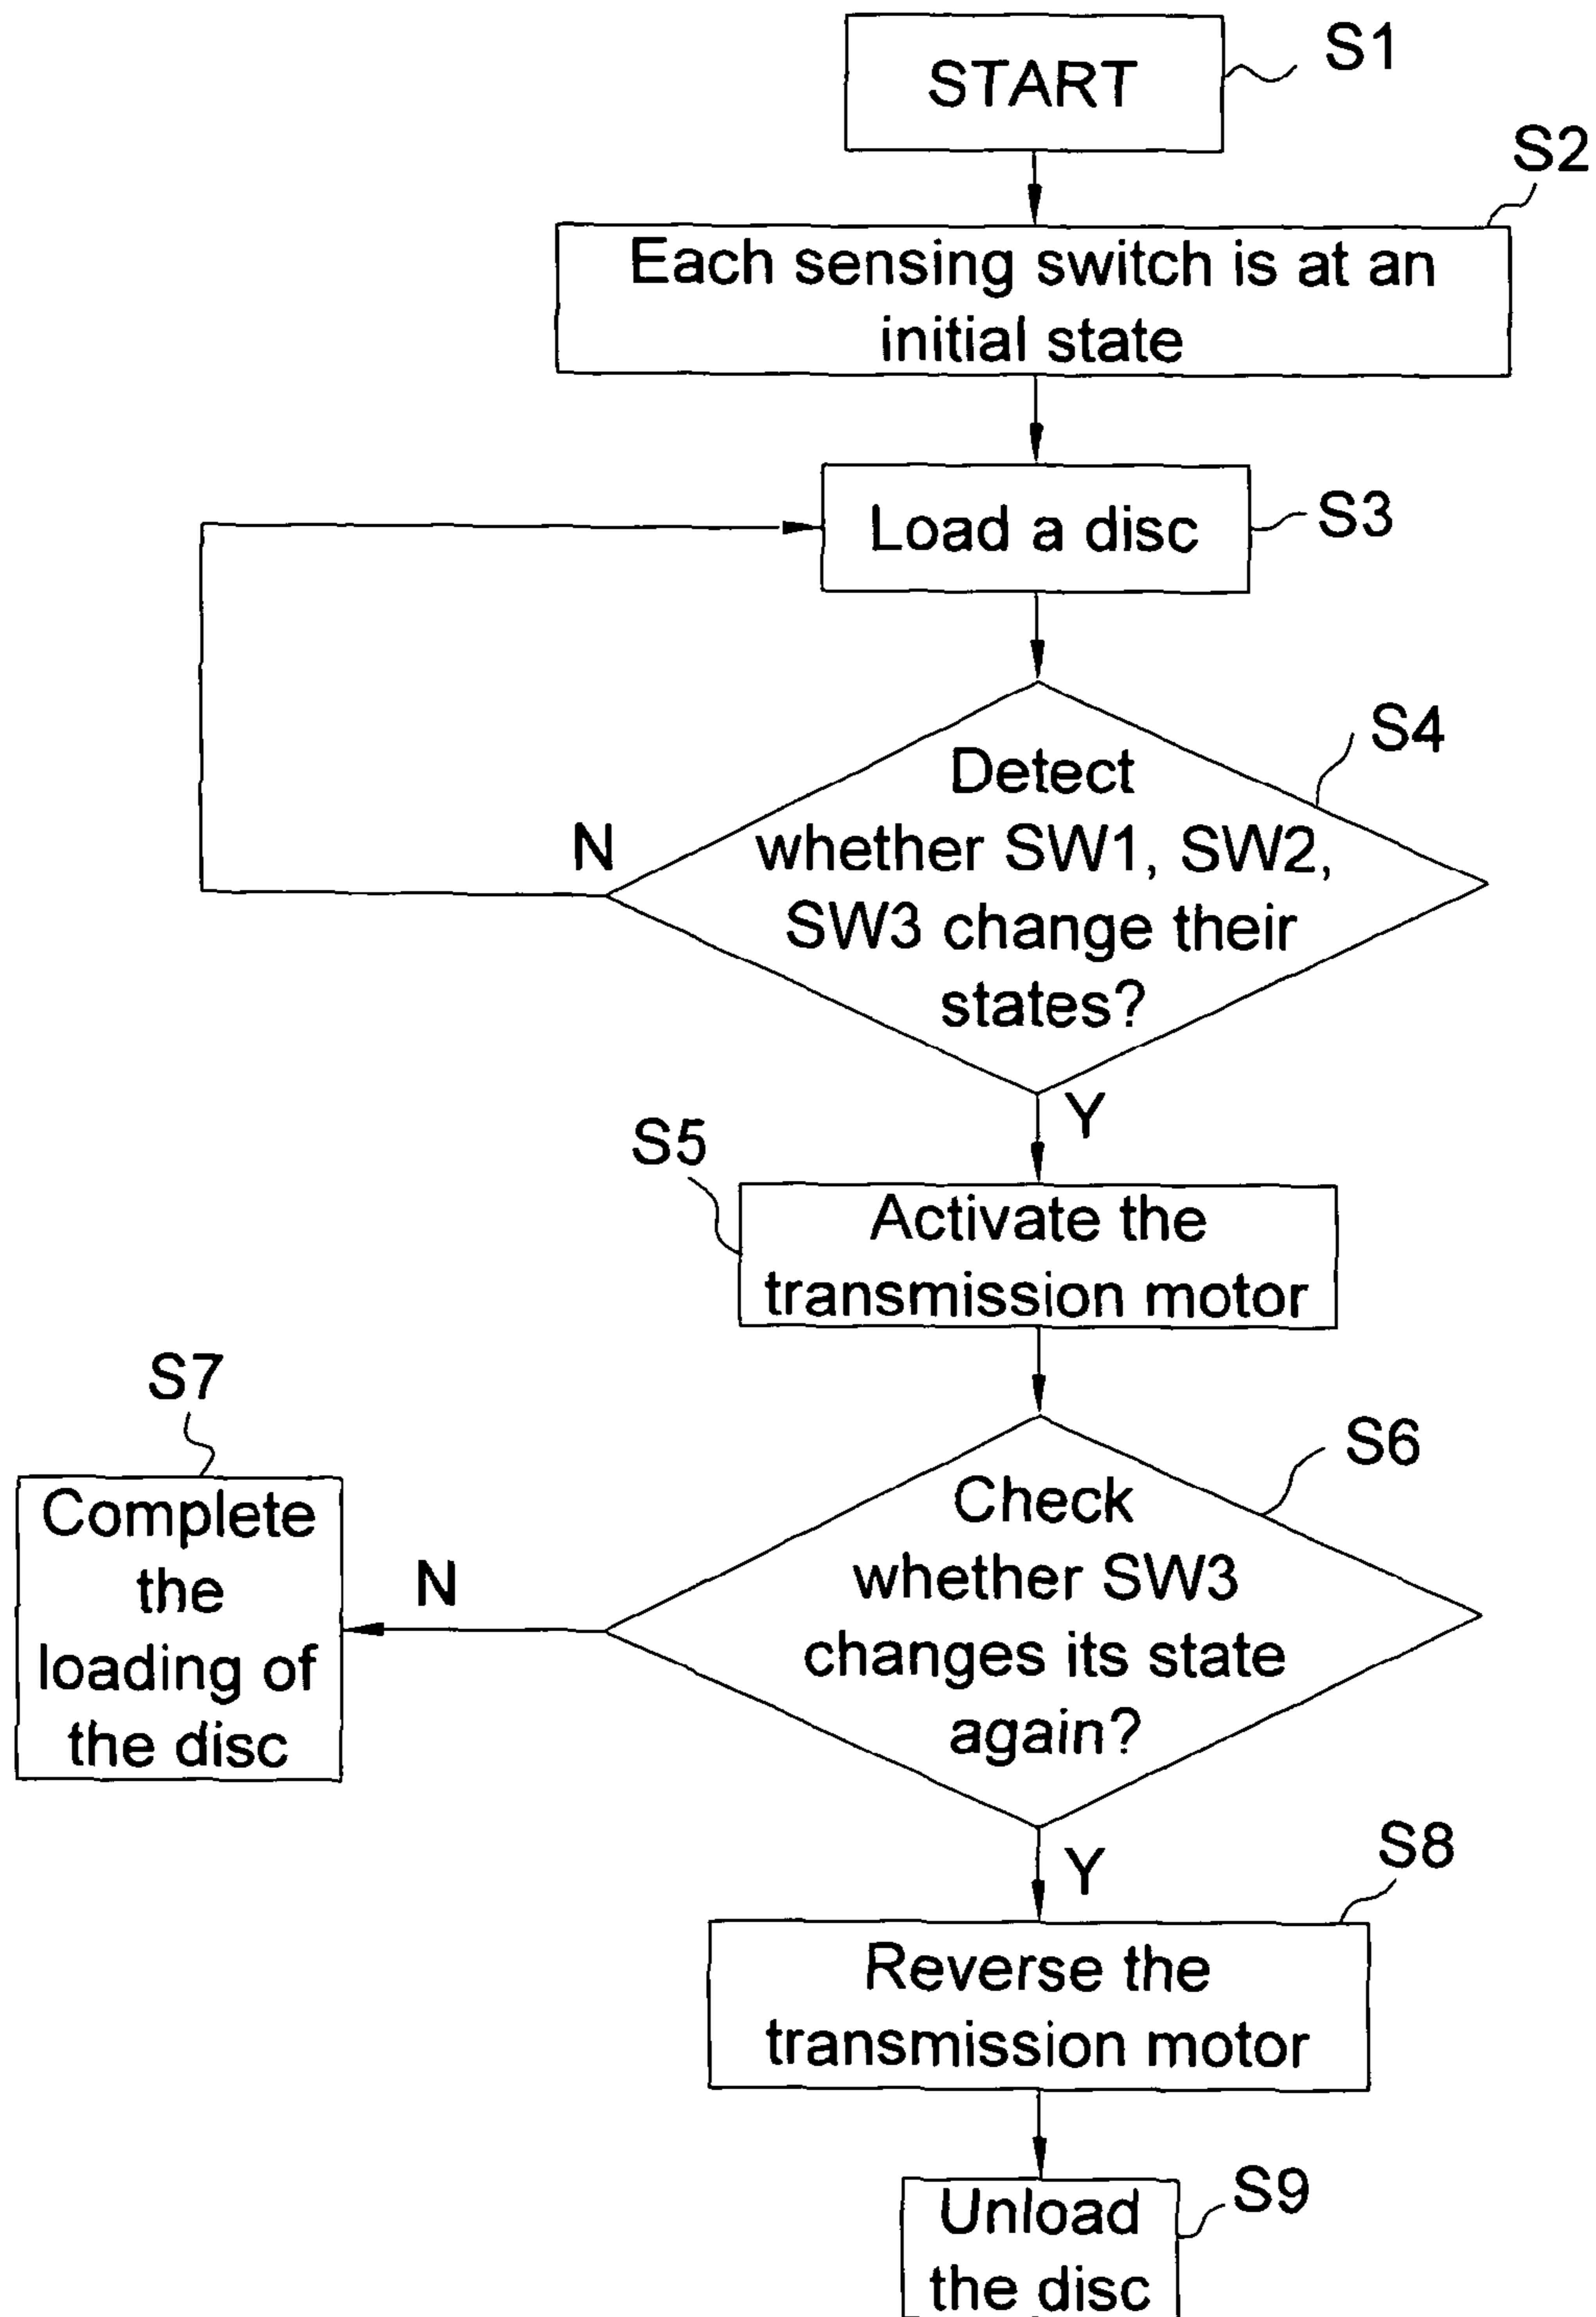 START
S1
S2
Each sensing switch is at an
initial state
Load a disc
S3
S4
Detect
whether SW1, SW2,
SW3 change their
states?
N
Y
S5
Activate the
transmission motor
S6
Check
whether SW3
changes its state
again?
N
S7
Complete
the
loading of
the disc
Y
S8
Reverse the
transmission motor
S9
Unload
the disc